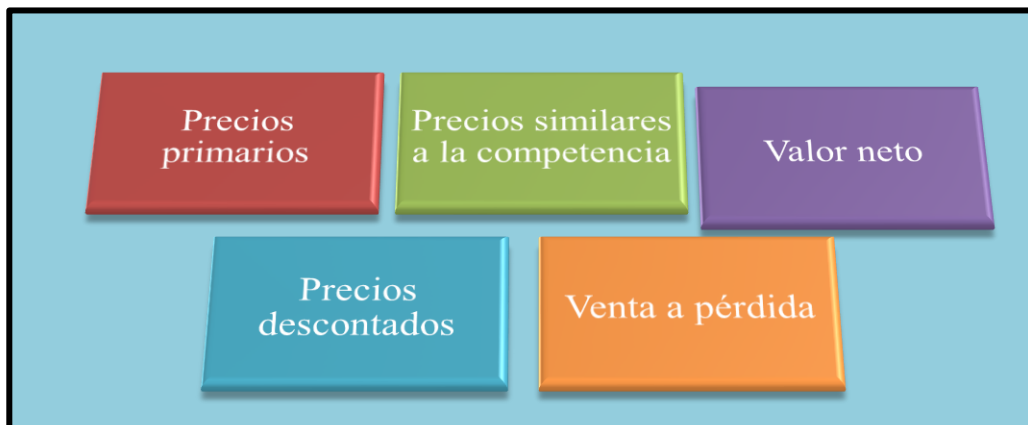 Precios
primarios
Precios similares
a la competencia
Valor neto
Precios
descontados
Venta a pérdida